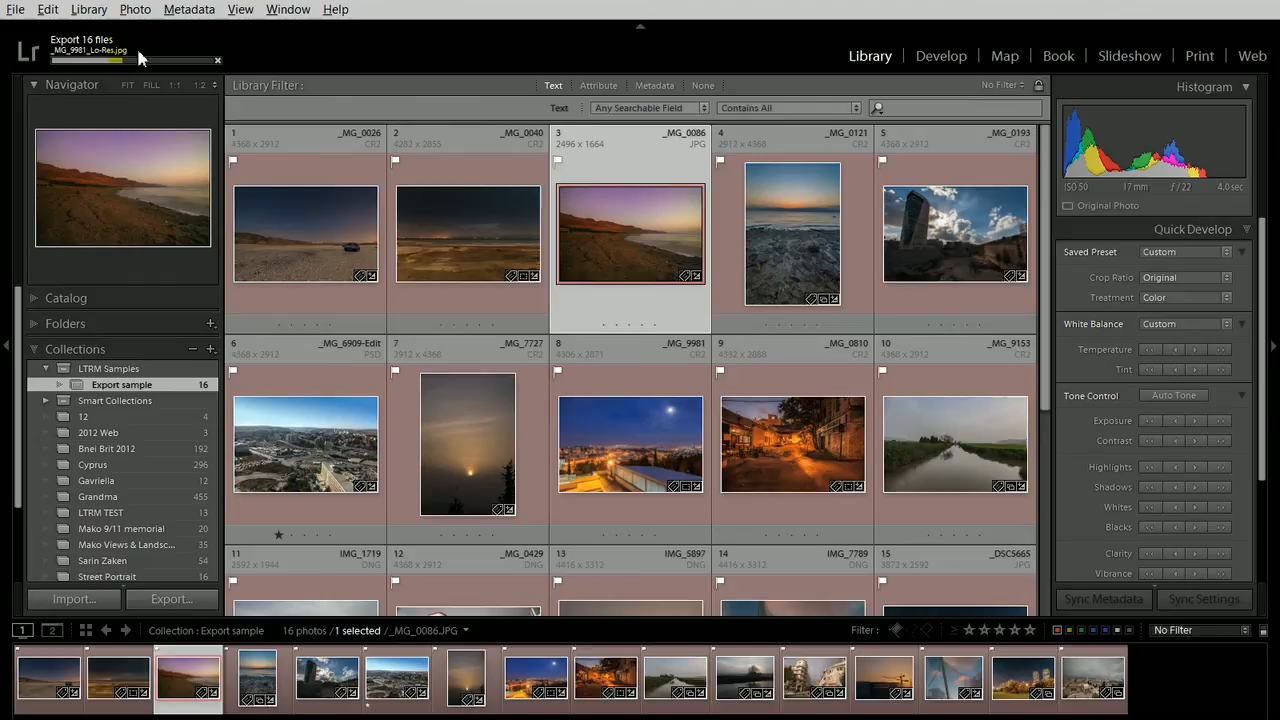 File Edit Library Photo Metadata View Window Help
Lr
Export 16 files
_MG_9981_Lo-Res.jpg
Library | Develop | Map | Book | Slideshow | Print | Web
Navigator FIT FILL 1:1 1:2
Library Filter : Text Attribute Metadata None No Filter
Text Any Searchable Field Contains All
Histogram
ISO 50 17 mm ƒ / 22 4.0 sec
Original Photo
1 _MG_0026
4368 x 2912 CR2
2 _MG_0040
4282 x 2855 CR2
3 _MG_0086
2496 x 1664 JPG
4 _MG_0121
2912 x 4368 CR2
5 _MG_0193
4368 x 2912 CR2
6 _MG_6909-Edit
4368 x 2912 PSD
7 _MG_7727
2912 x 4368 CR2
8 _MG_9981
4306 x 2871 CR2
9 _MG_0810
4332 x 2888 CR2
10 _MG_9153
4368 x 2912 CR2
11 IMG_1719
2592 x 1944 DNG
12 _MG_0429
4368 x 2912 DNG
13 IMG_5897
4416 x 3312 DNG
14 IMG_7789
4416 x 3312 DNG
15 _DSC5665
3872 x 2592 JPG
Catalog
Folders
Collections
LTRM Samples
Export sample 16
Smart Collections
12 4
2012 Web 3
Bnei Brit 2012 192
Cyprus 296
Gavriella 12
Grandma 455
LTRM TEST 13
Mako 9/11 memorial 20
Mako Views & Landsc... 35
Sarin Zaken 54
Street Portrait 16
Import... Export...
Quick Develop
Saved Preset Custom
Crop Ratio Original
Treatment Color
White Balance Custom
Temperature
Tint
Tone Control Auto Tone
Exposure
Contrast
Highlights
Shadows
Whites
Blacks
Clarity
Vibrance
Sync Metadata Sync Settings
1 2 Collection : Export sample 16 photos / 1 selected / _MG_0086.JPG Filter : No Filter